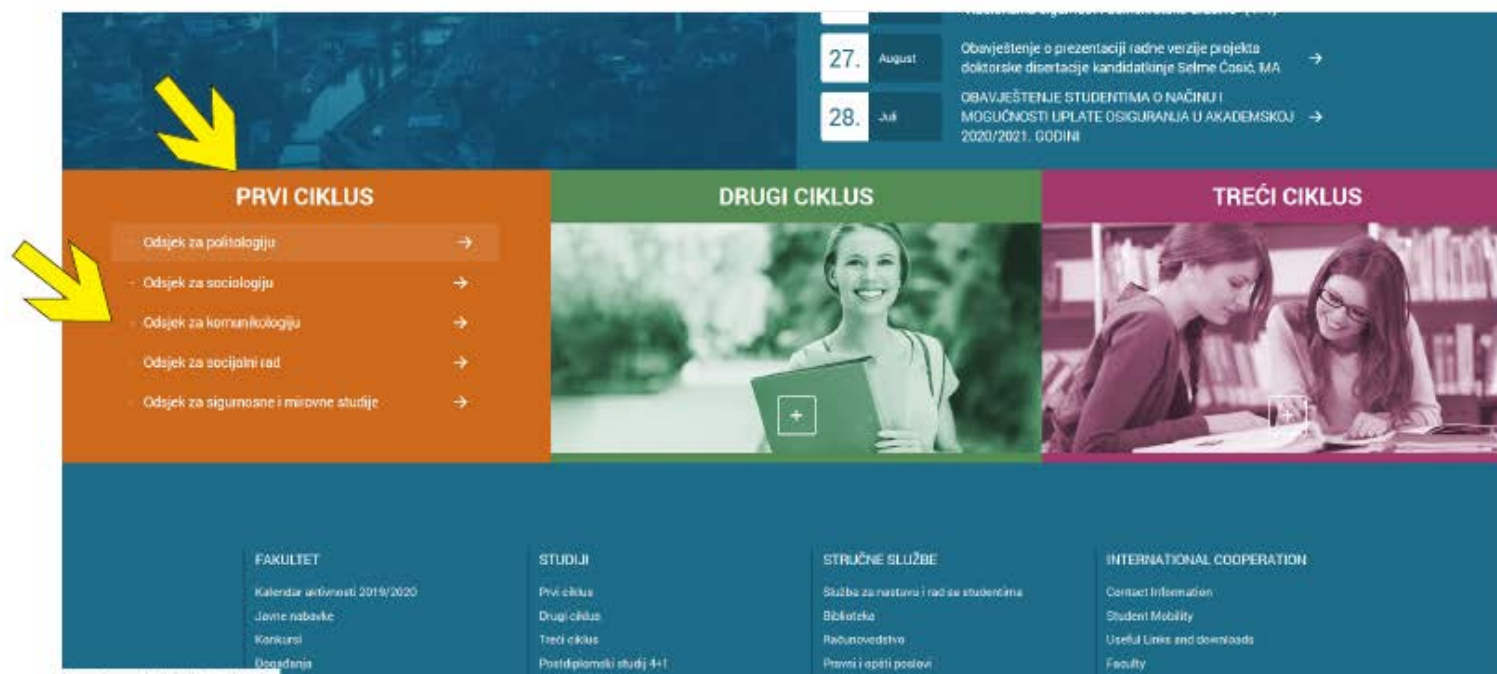 27. August
Obavještenje o prezentaciji radne verzije projekta
doktorske disertacije kandidatkinje Selme Ćosić, MA
28. Juli
OBAVJEŠTENJE STUDENTIMA O NAČINU I
MOGUĆNOSTI UPLATE OSIGURANJA U AKADEMSKOJ
2020/2021. GODINI
PRVI CIKLUS
Odsjek za politologiju
Odsjek za sociologiju
Odsjek za komunikologiju
Odsjek za socijalni rad
Odsjek za sigurnosne i mirovne studije
DRUGI CIKLUS
TREĆI CIKLUS
FAKULTET
Kalendar aktivnosti 2019/2020
Javne nabavke
Konkursi
Događanja
STUDIJI
Prvi ciklus
Drugi ciklus
Treći ciklus
Postdiplomski studij 4+1
STRUČNE SLUŽBE
Služba za nastavu i rad sa studentima
Biblioteka
Računovodstvo
Pravni i opšti poslovi
INTERNATIONAL COOPERATION
Contact Information
Student Mobility
Useful Links and downloads
Faculty